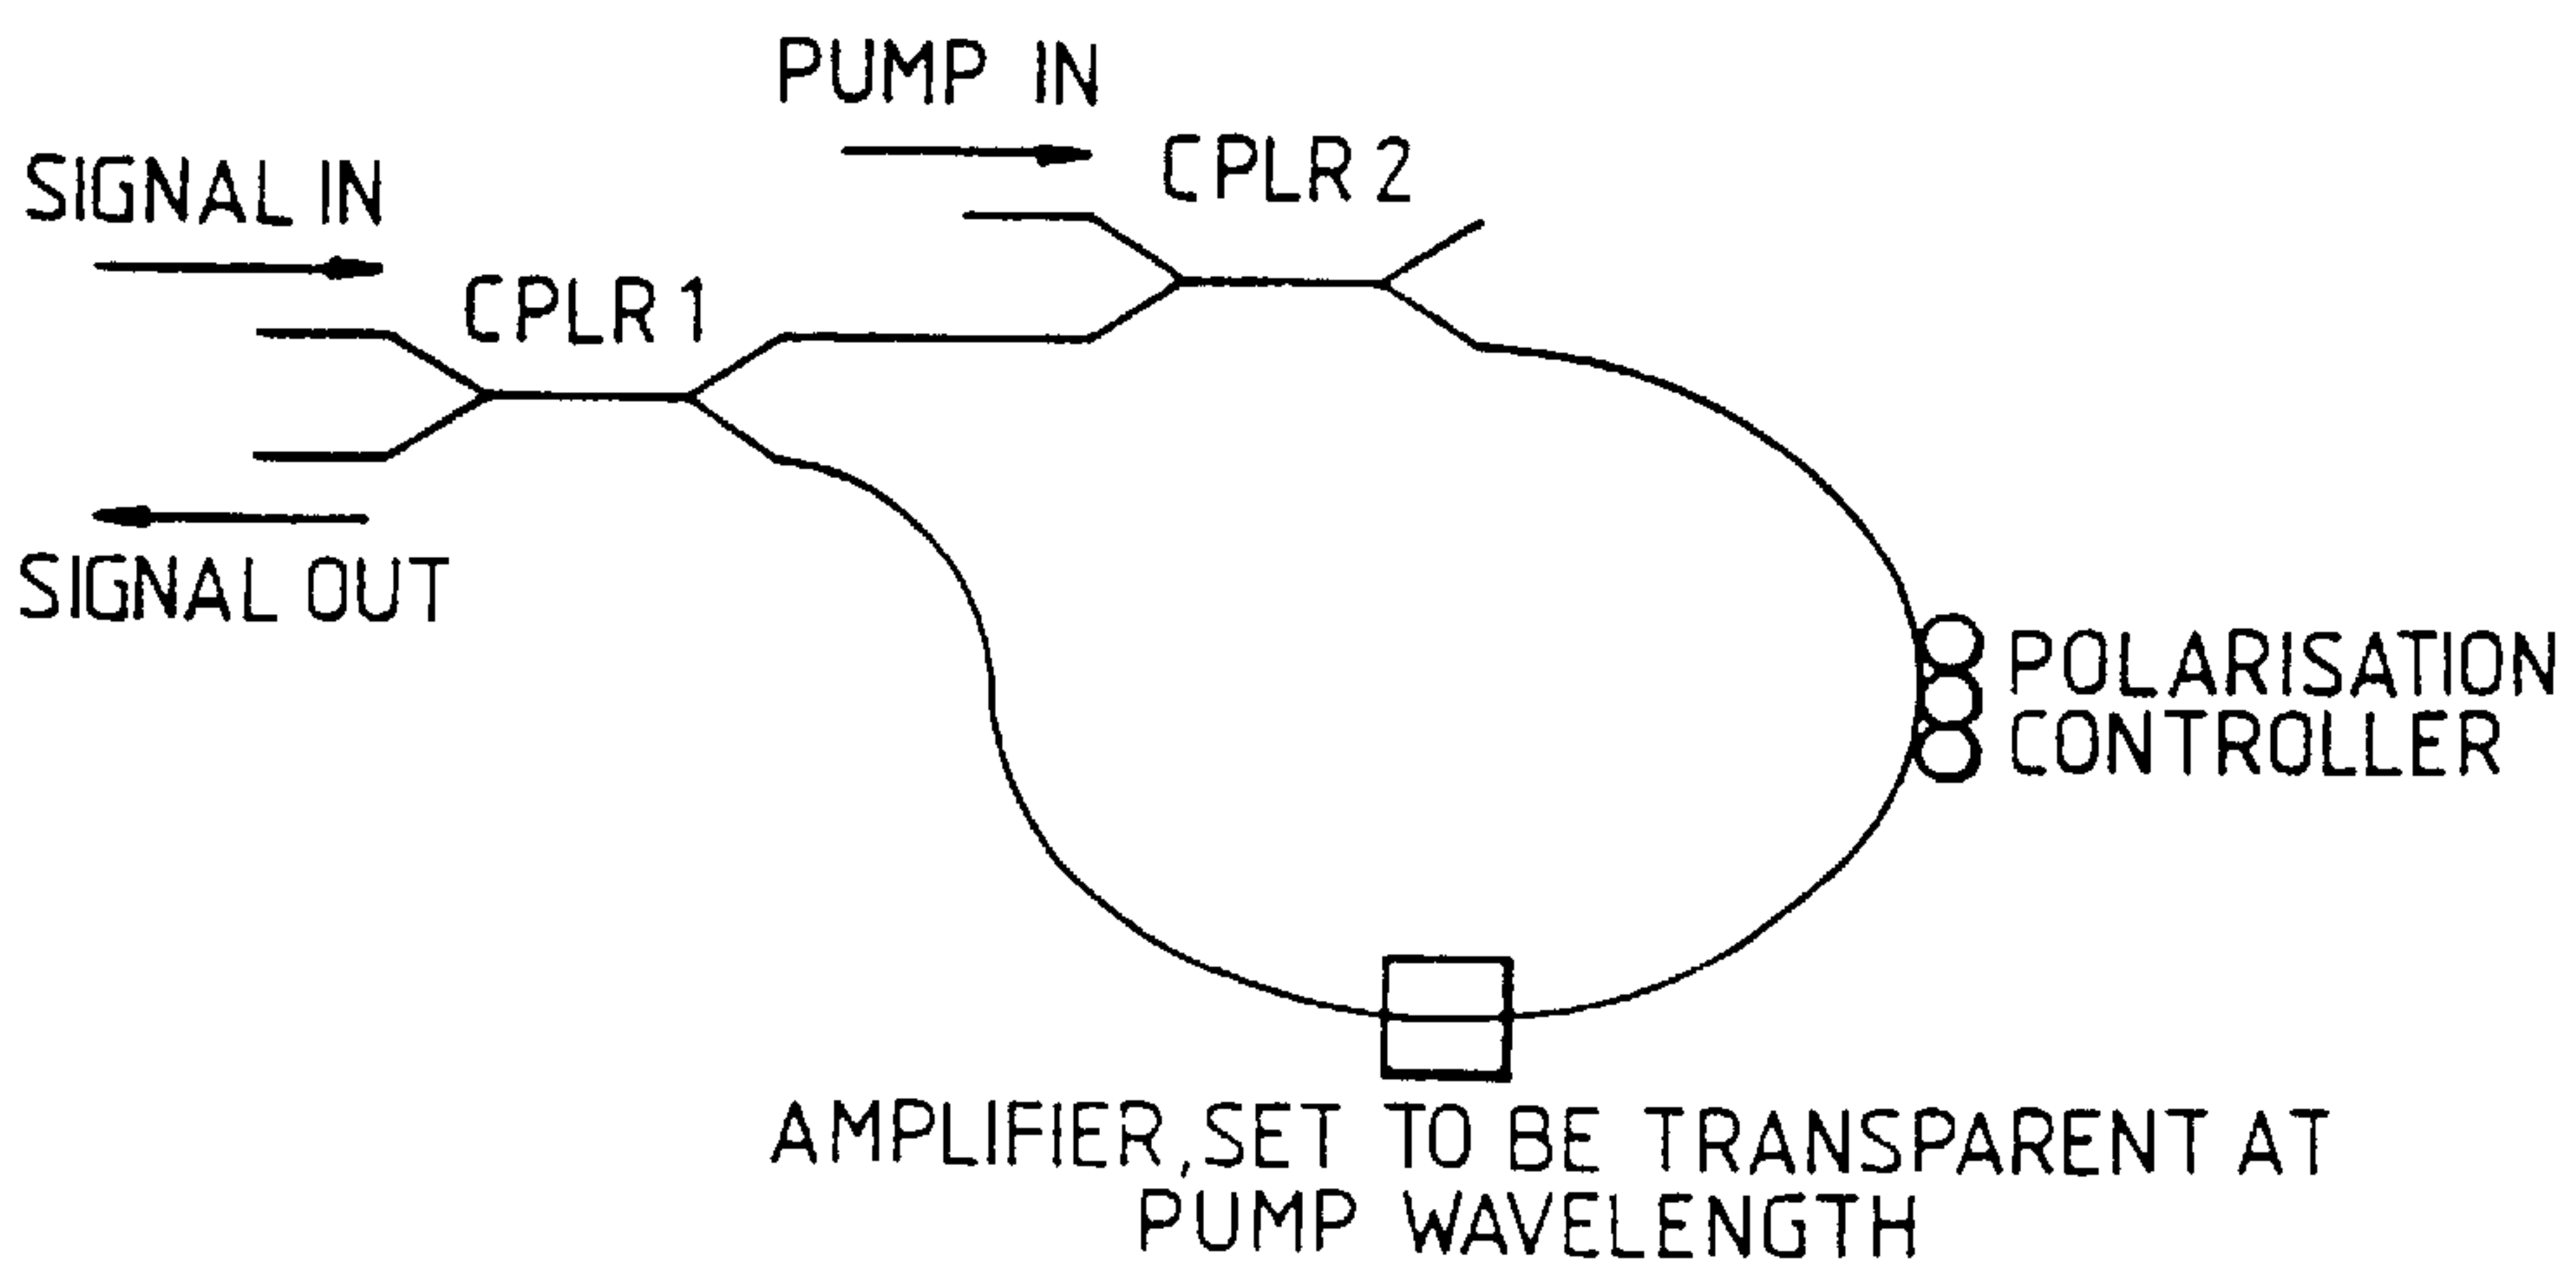 PUMP IN
SIGNAL IN
CPLR 2
CPLR 1
SIGNAL OUT
POLARISATION
CONTROLLER
AMPLIFIER, SET TO BE TRANSPARENT AT
PUMP WAVELENGTH